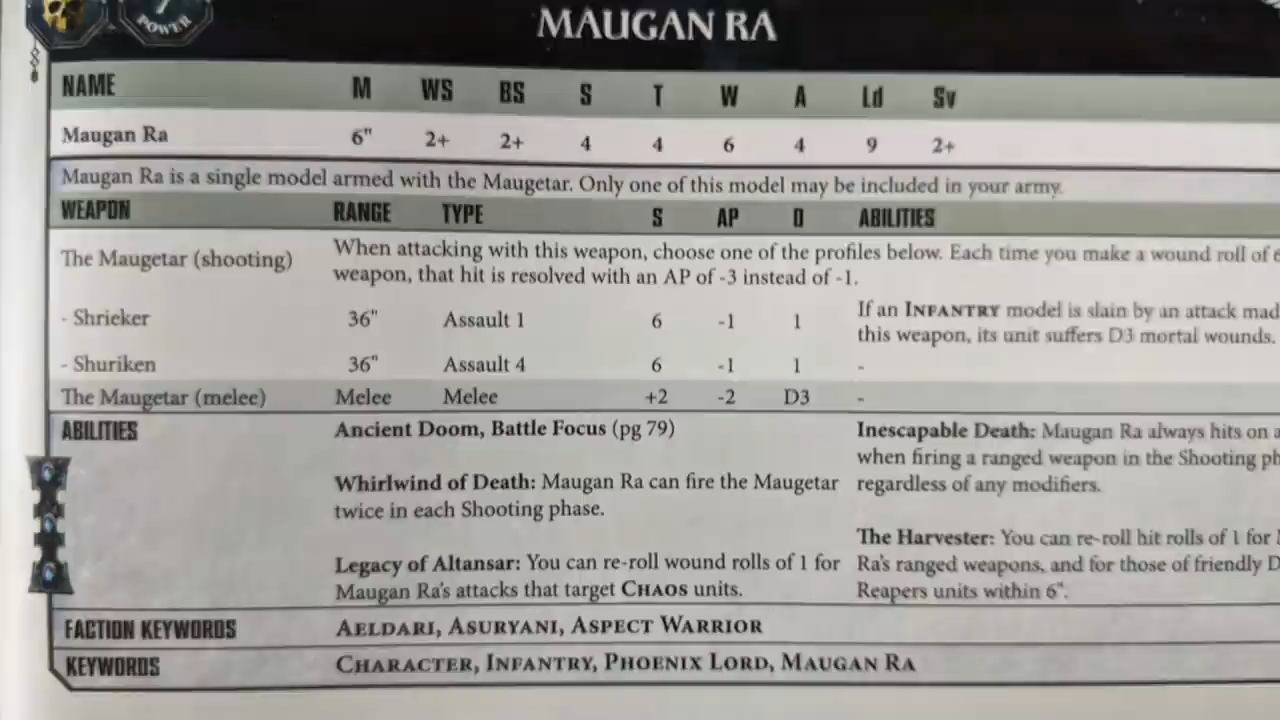 POWER
MAUGAN RA
NAME M WS BS S T W A Ld Sv
Maugan Ra 6" 2+ 2+ 4 4 6 4 9 2+
Maugan Ra is a single model armed with the Maugetar. Only one of this model may be included in your army.
WEAPON RANGE TYPE S AP D ABILITIES
The Maugetar (shooting)
When attacking with this weapon, choose one of the profiles below. Each time you make a wound roll of
weapon, that hit is resolved with an AP of -3 instead of -1.
- Shrieker 36" Assault 1 6 -1 1
If an INFANTRY model is slain by an attack mad
this weapon, its unit suffers D3 mortal wounds.
- Shuriken 36" Assault 4 6 -1 1 -
The Maugetar (melee) Melee Melee +2 -2 D3 -
ABILITIES
Ancient Doom, Battle Focus (pg 79)
Whirlwind of Death: Maugan Ra can fire the Maugetar
twice in each Shooting phase.
Legacy of Altansar: You can re-roll wound rolls of 1 for
Maugan Ra's attacks that target CHAOS units.
Inescapable Death: Maugan Ra always hits on a
when firing a ranged weapon in the Shooting ph
regardless of any modifiers.
The Harvester: You can re-roll hit rolls of 1 for
Ra's ranged weapons, and for those of friendly D
Reapers units within 6".
FACTION KEYWORDS AELDARI, ASURYANI, ASPECT WARRIOR
KEYWORDS CHARACTER, INFANTRY, PHOENIX LORD, MAUGAN RA